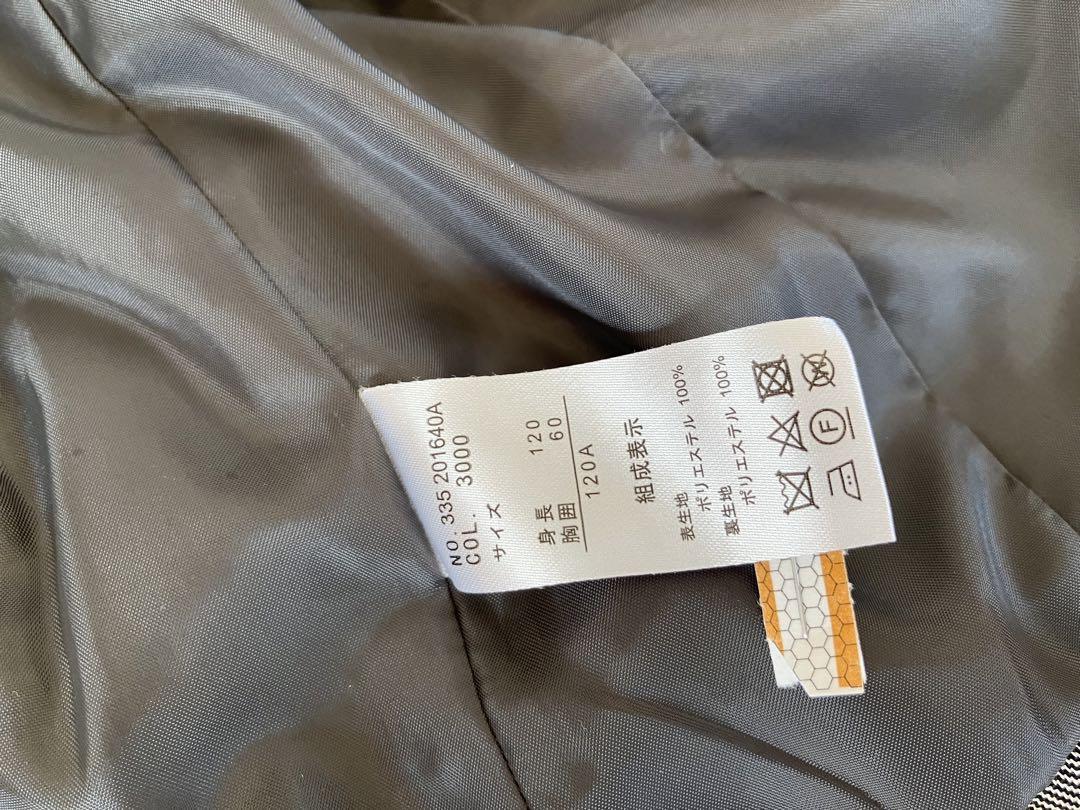 NO. 335 201640A
COL. 3000
サイズ
身長 120
胸囲 60
120A
組成表示
表生地
ポリエステル 100%
裏生地
ポリエステル 100%
W
F